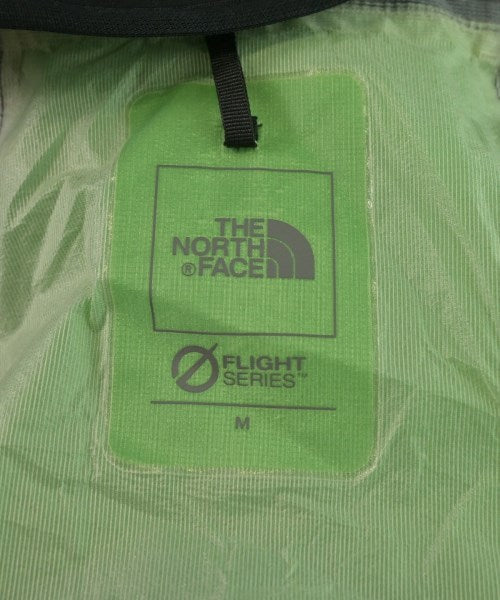 THE
NORTH
® FACE
FLIGHT
SERIES™
M